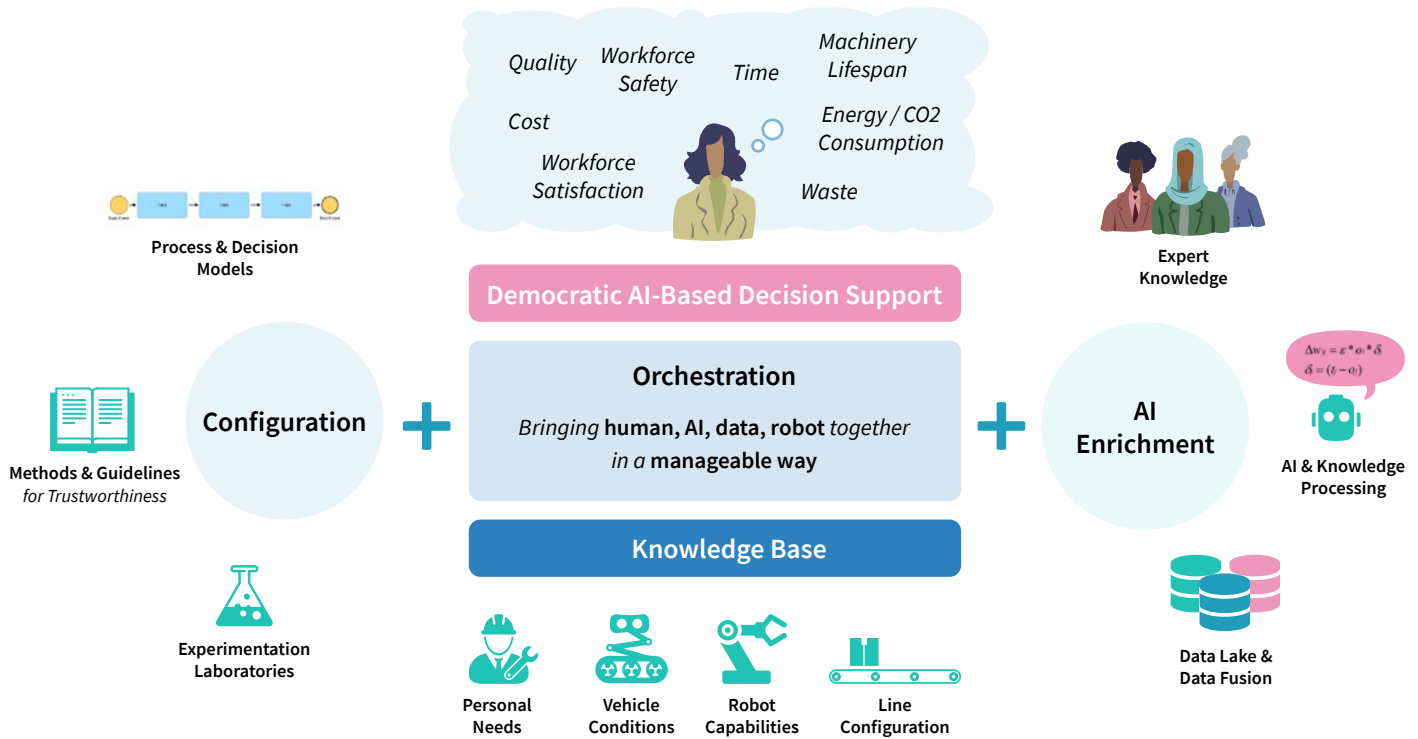 Quality
Workforce
Safety
Time
Machinery
Lifespan
Cost
Energy / CO2
Consumption
Workforce
Satisfaction
Waste
Process & Decision
Models
Expert
Knowledge
Democratic AI-Based Decision Support
Configuration
Orchestration
Bringing human, AI, data, robot together
in a manageable way
AI
Enrichment
Methods & Guidelines
for Trustworthiness
Δw
= ε * o
* δ
δ
= (t
– o
)
AI & Knowledge
Processing
Knowledge Base
Experimentation
Laboratories
Personal
Needs
Vehicle
Conditions
Robot
Capabilities
Line
Configuration
Data Lake &
Data Fusion